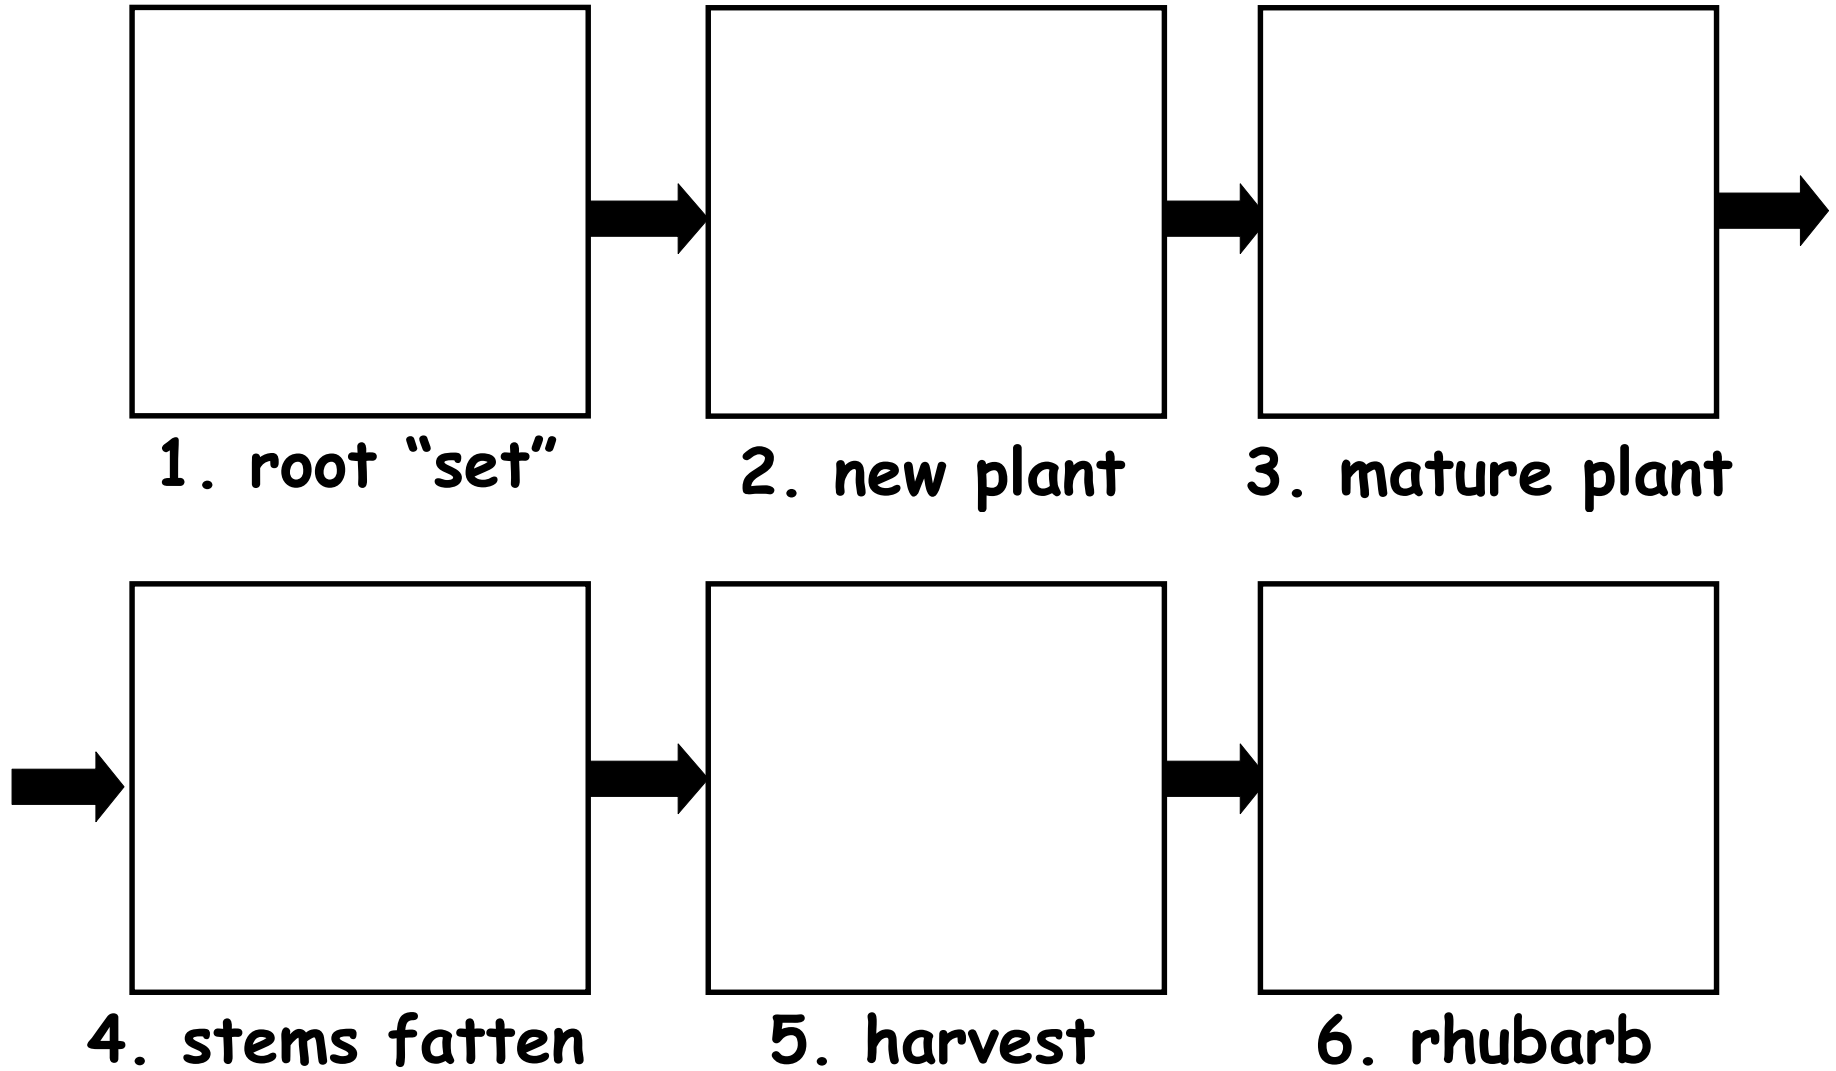 1. root “set”
2. new plant
3. mature plant
4. stems fatten
5. harvest
6. rhubarb